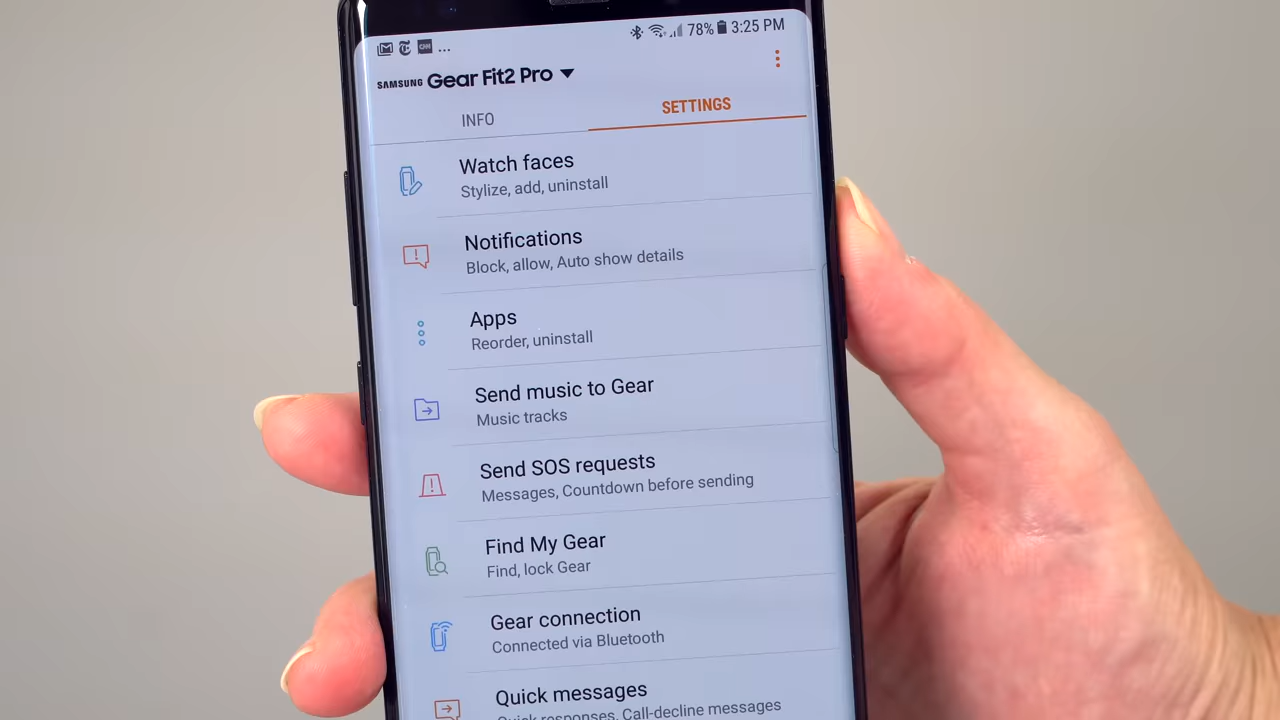 78% 3:25 PM
...
SAMSUNG Gear Fit2 Pro
INFO
SETTINGS
Watch faces
Stylize, add, uninstall
Notifications
Block, allow, Auto show details
Apps
Reorder, uninstall
Send music to Gear
Music tracks
Send SOS requests
Messages, Countdown before sending
Find My Gear
Find, lock Gear
Gear connection
Connected via Bluetooth
Quick messages
Quick responses, Call-decline messages